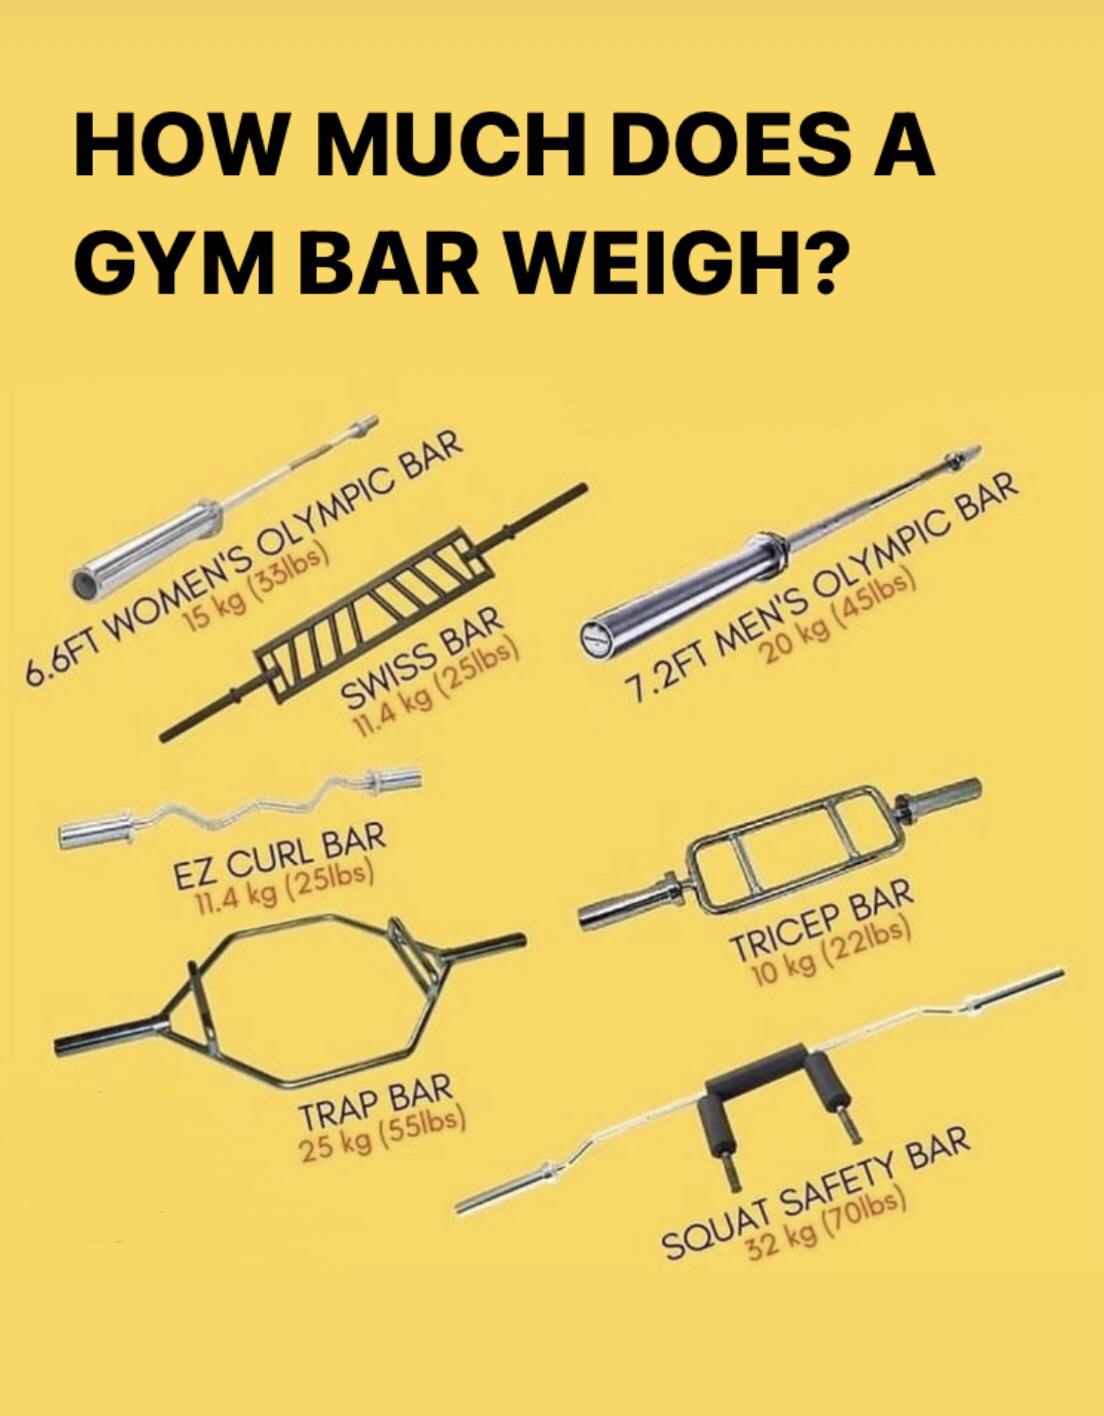 HOW MUCH DOES A
GYM BAR WEIGH?
6.6FT WOMEN'S OLYMPIC BAR
15 kg (33lbs)
SWISS BAR
11.4 kg (25lbs)
7.2FT MEN'S OLYMPIC BAR
20 kg (45lbs)
EZ CURL BAR
11.4 kg (25lbs)
TRICEP BAR
10 kg (22lbs)
TRAP BAR
25 kg (55lbs)
SQUAT SAFETY BAR
32 kg (70lbs)